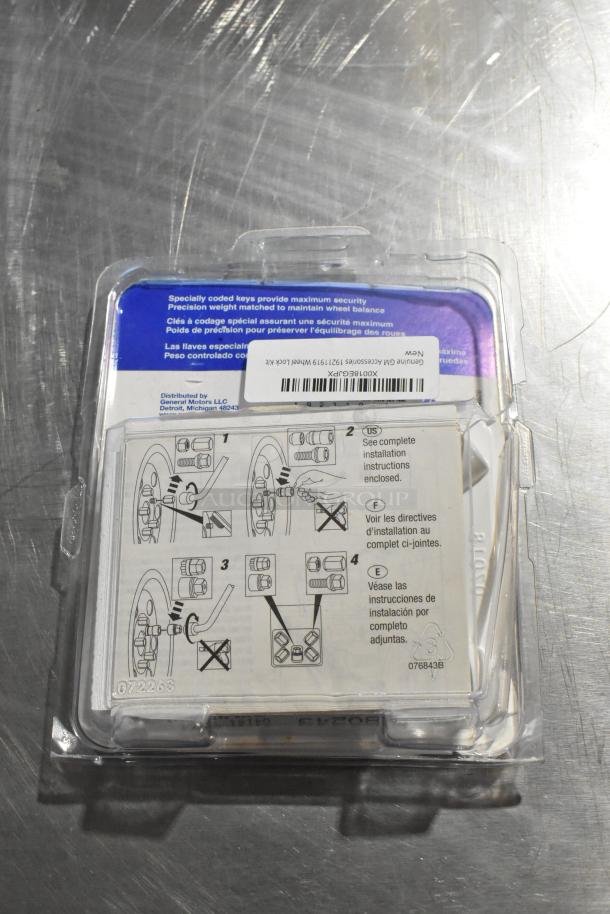 Specially coded keys provide maximum security
Precision weight matched to maintain wheel balance
Clés à codage spécial assurant une sécurité maximum
Poids de précision pour préserver l'équilibrage des roues
Las llaves
Peso controlado
ruedas
X0018EGJPX
Genuine GM Accessories 19211919 Wheel Lock kit
New
Distributed by
General Motors LLC
Detroit, Michigan 48243
1
2
3
4
US
See complete
installation
instructions
enclosed.
F
Voir les directives
d'installation au
complet ci-jointes.
E
Véase las
instrucciones de
instalación por
completo
adjuntas.
076843B
072263